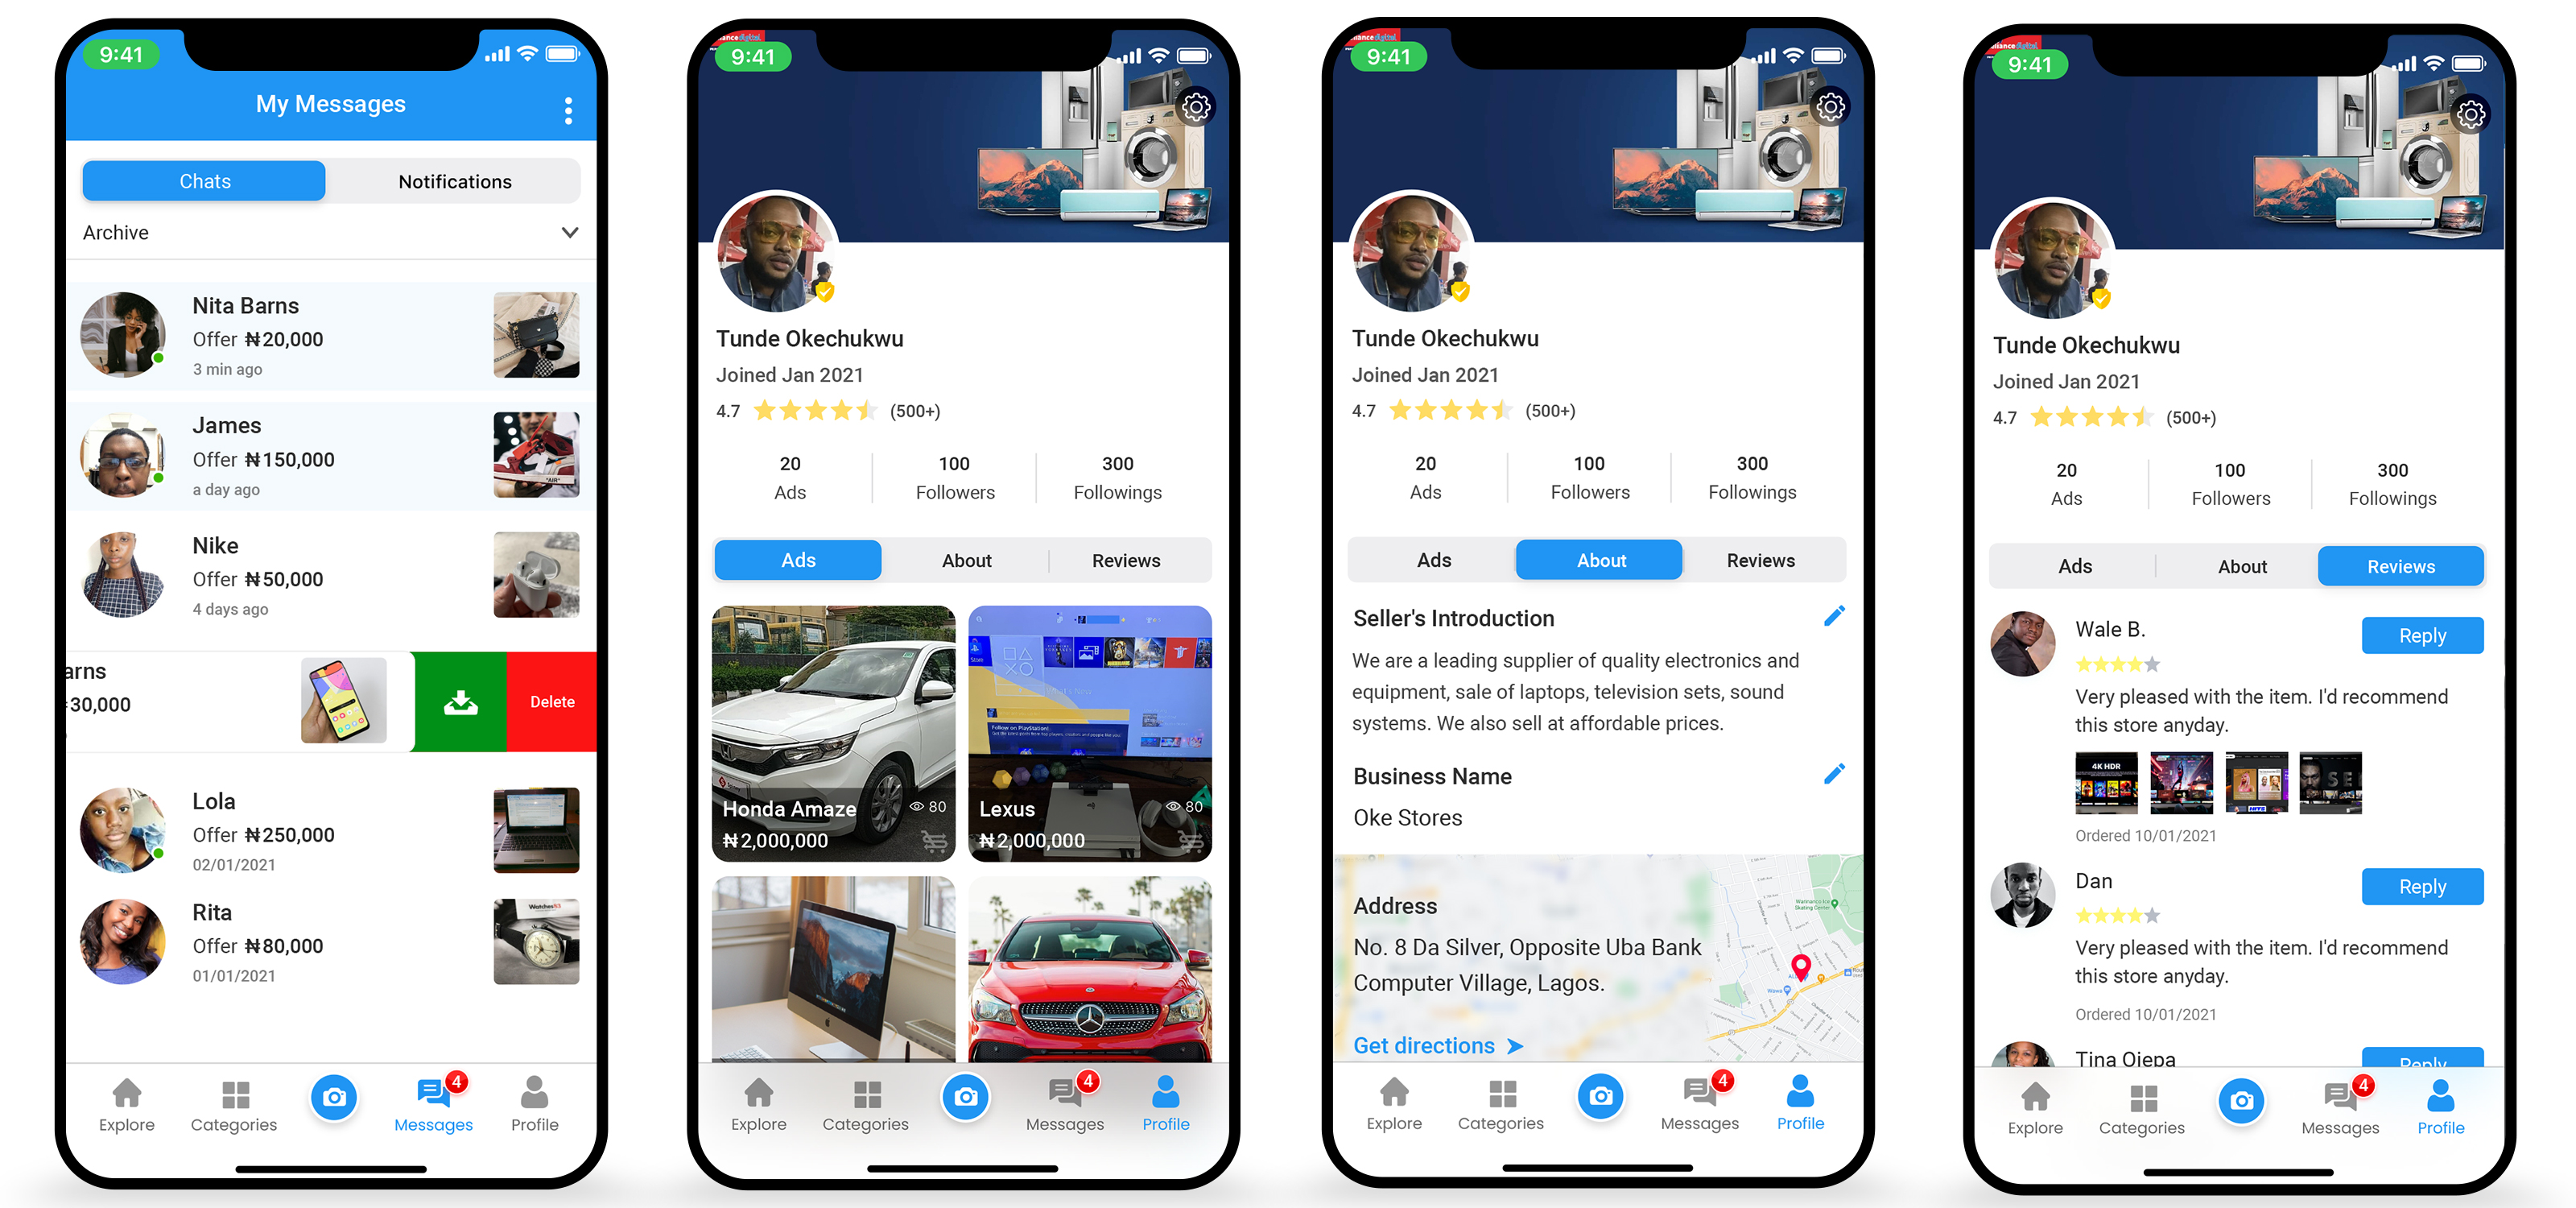 9:41
My Messages
Chats
Notifications
Archive
Nita Barns
Offer ₦20,000
3 min ago
James
Offer ₦150,000
a day ago
"AIR"
Nike
Offer ₦50,000
4 days ago
arns
30,000
Delete
Lola
Offer ₦250,000
02/01/2021
Rita
Offer ₦80,000
01/01/2021
4
Explore
Categories
Messages
Profile
9:41
Tunde Okechukwu
Joined Jan 2021
4.7 (500+)
20
Ads
100
Followers
300
Followings
Ads
About
Reviews
Honda Amaze
80
₦2,000,000
Lexus
80
₦2,000,000
4
Explore
Categories
Messages
Profile
9:41
Tunde Okechukwu
Joined Jan 2021
4.7 (500+)
20
Ads
100
Followers
300
Followings
Ads
About
Reviews
Seller's Introduction
We are a leading supplier of quality electronics and
equipment, sale of laptops, television sets, sound
systems. We also sell at affordable prices.
Business Name
Oke Stores
Address
No. 8 Da Silver, Opposite Uba Bank
Computer Village, Lagos.
Get directions
Wawa
4
Explore
Categories
Messages
Profile
9:41
Tunde Okechukwu
Joined Jan 2021
4.7 (500+)
20
Ads
100
Followers
300
Followings
Ads
About
Reviews
Wale B.
Reply
Very pleased with the item. I'd recommend
this store anyday.
4K HDR
Ordered 10/01/2021
Dan
Reply
Very pleased with the item. I'd recommend
this store anyday.
Ordered 10/01/2021
Tina Ojepa
Reply
4
Explore
Categories
Messages
Profile